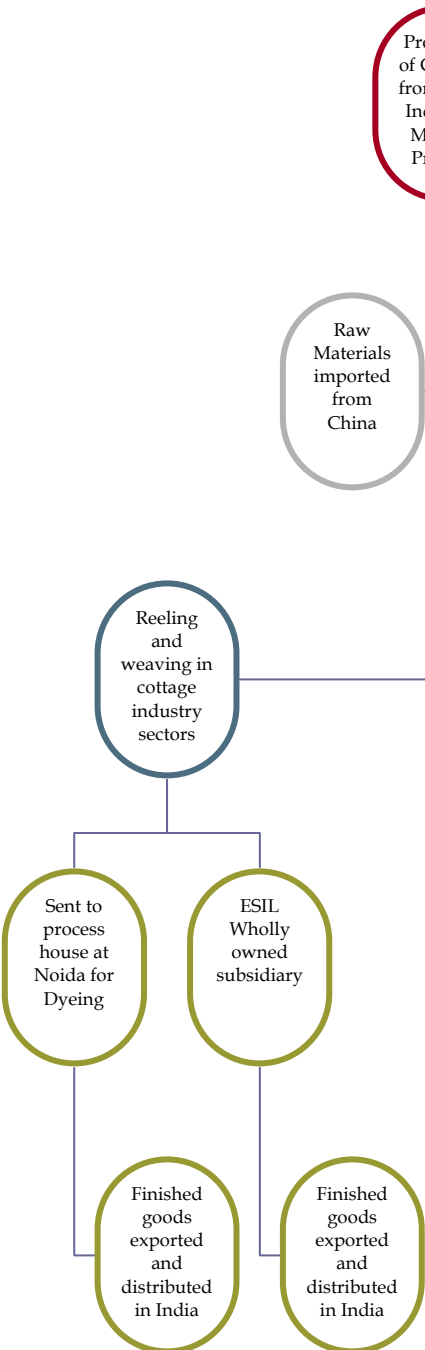 Raw
Materials
imported
from
China
Reeling
and
weaving in
cottage
industry
sectors
Sent to
process
house at
Noida for
Dyeing
ESIL
Wholly
owned
subsidiary
Finished
goods
exported
and
distributed
in India
Finished
goods
exported
and
distributed
in India